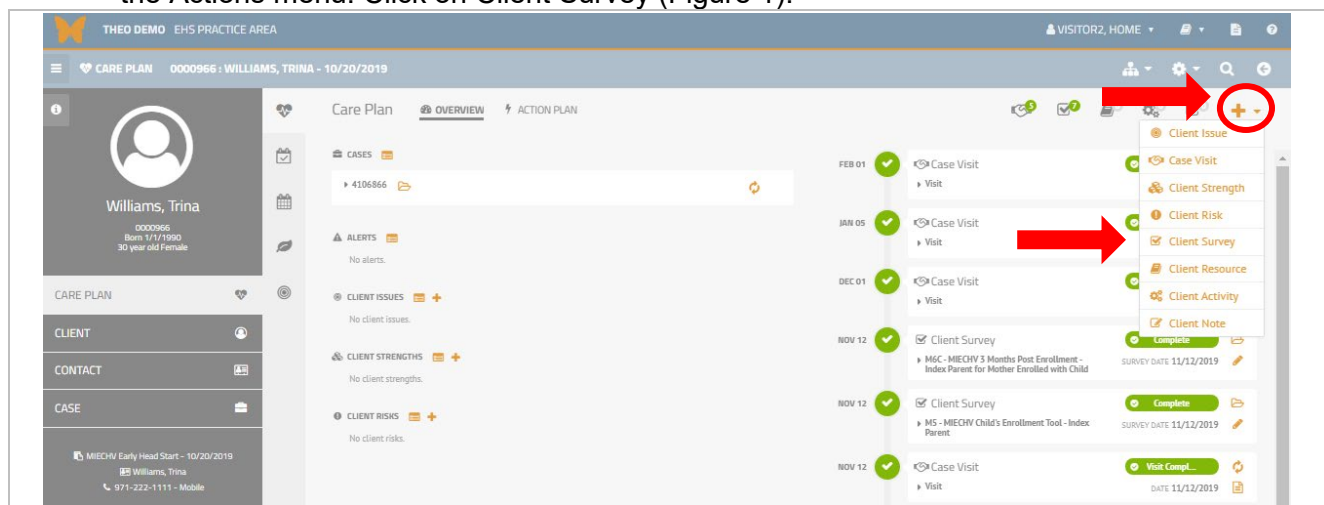 the Actions menu. Click on Client Survey (Figure 1).
THEO DEMO EHS PRACTICE AREA
VISITOR2, HOME
CARE PLAN 0000966 : WILLIAMS, TRINA - 10/20/2019
Care Plan OVERVIEW ACTION PLAN
5 7
Williams, Trina
0000966
Born 1/1/1990
30 year old Female
CARE PLAN
CLIENT
CONTACT
CASE
MIECHV Early Head Start - 10/20/2019
Williams, Trina
971-222-1111 - Mobile
CASES
4106866
ALERTS
No alerts.
CLIENT ISSUES
No client issues.
CLIENT STRENGTHS
No client strengths.
CLIENT RISKS
No client risks.
FEB 01 Case Visit
Visit
JAN 05 Case Visit
Visit
DEC 01 Case Visit
Visit
NOV 12 Client Survey Complete
M6C - MIECHV 3 Months Post Enrollment - SURVEY DATE 11/12/2019
Index Parent for Mother Enrolled with Child
NOV 12 Client Survey Complete
M5 - MIECHV Child's Enrollment Tool - Index SURVEY DATE 11/12/2019
Parent
NOV 12 Case Visit Visit Compl...
Visit DATE 11/12/2019
Client Issue
Case Visit
Client Strength
Client Risk
Client Survey
Client Resource
Client Activity
Client Note